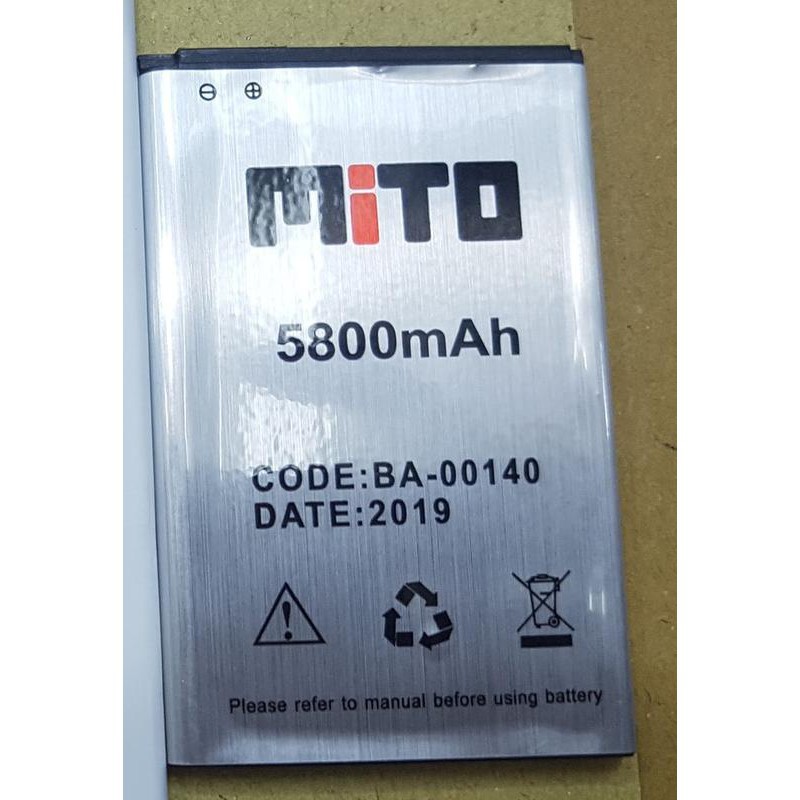 ⊖ ⊕
MiTO
5800mAh
CODE:BA-00140
DATE:2019
Please refer to manual before using battery